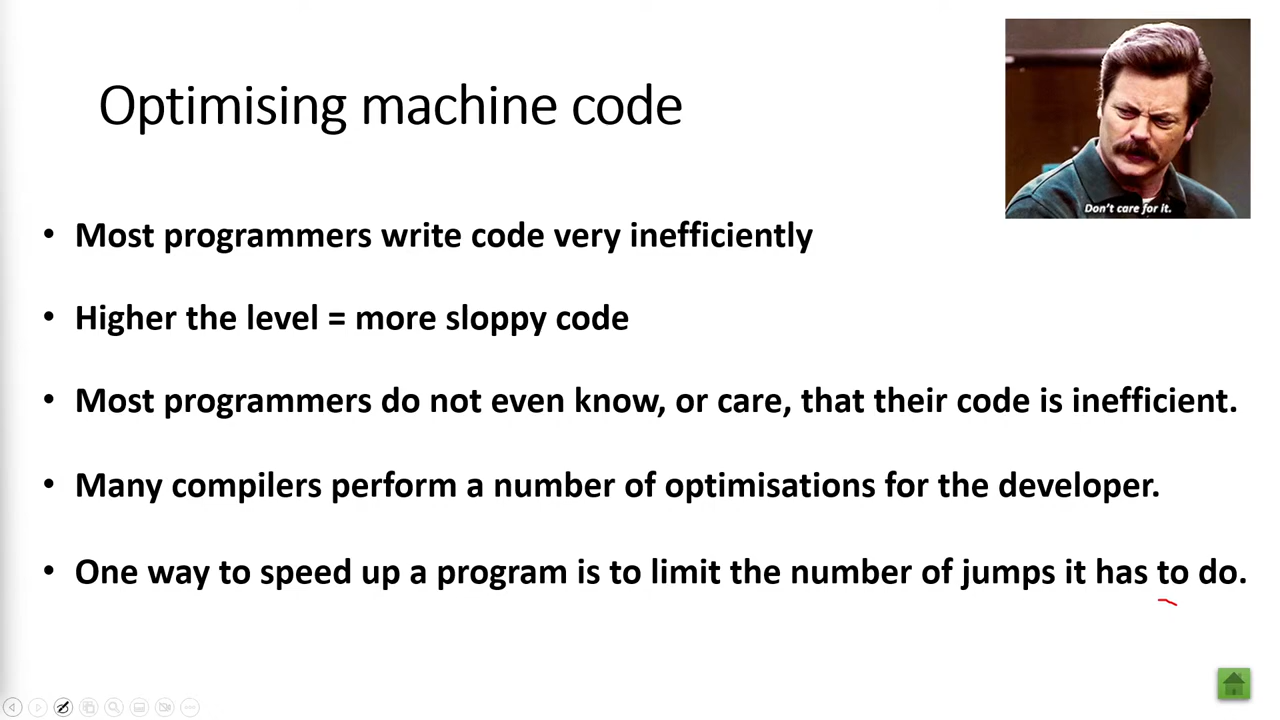 Optimising machine code
Don't care for it.
• Most programmers write code very inefficiently
• Higher the level = more sloppy code
• Most programmers do not even know, or care, that their code is inefficient.
• Many compilers perform a number of optimisations for the developer.
• One way to speed up a program is to limit the number of jumps it has to do.